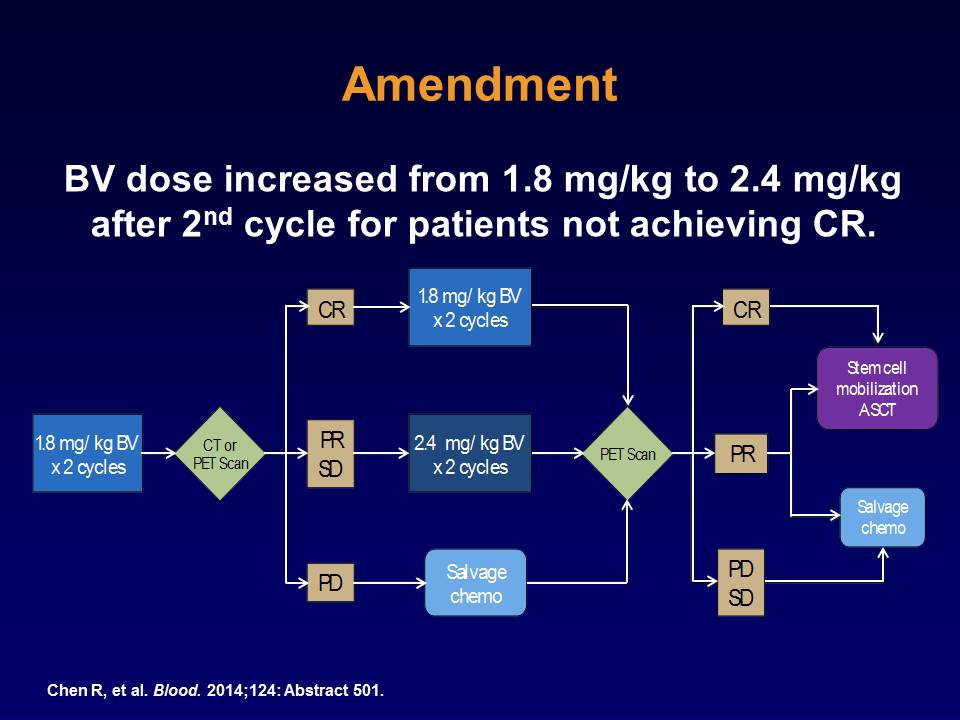 Amendment
BV dose increased from 1.8 mg/kg to 2.4 mg/kg
after 2nd cycle for patients not achieving CR.
1.8 mg/ kg BV
x 2 cycles
CT or
PET Scan
CR
1.8 mg/ kg BV
x 2 cycles
PR
SD
2.4 mg/ kg BV
x 2 cycles
PD
Salvage
chemo
PET Scan
CR
Stem cell
mobilization
ASCT
PR
Salvage
chemo
PD
SD
Chen R, et al. Blood. 2014;124: Abstract 501.